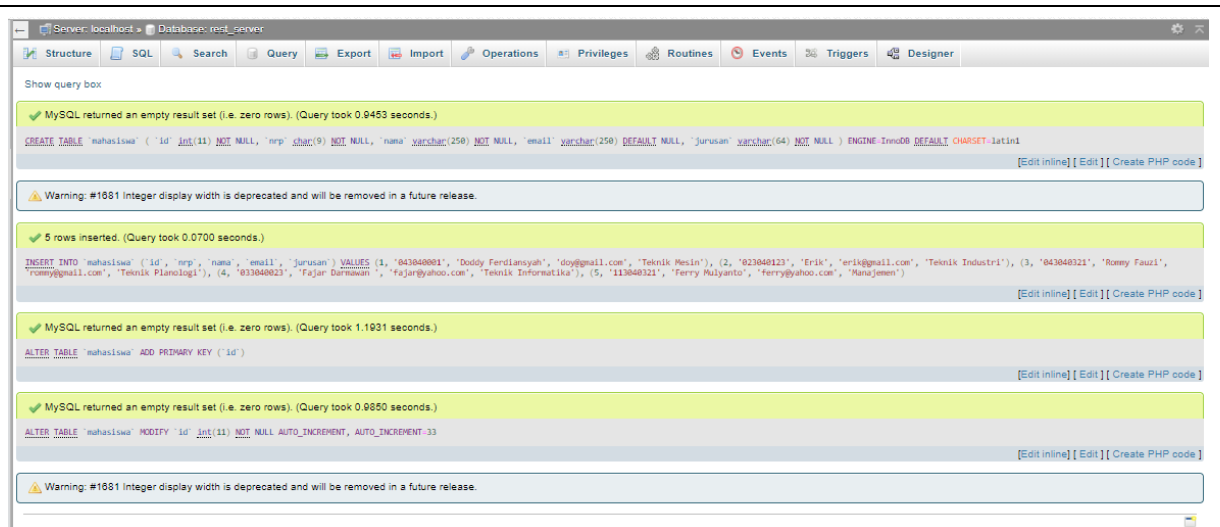 Server: localhost » Database: rest_server
Structure SQL Search Query Export Import Operations Privileges Routines Events Triggers Designer
Show query box
MySQL returned an empty result set (i.e. zero rows). (Query took 0.9453 seconds.)
CREATE TABLE `mahasiswa` ( `id` int(11) NOT NULL, `nrp` char(9) NOT NULL, `nama` varchar(250) NOT NULL, `email` varchar(250) DEFAULT NULL, `jurusan` varchar(64) NOT NULL ) ENGINE=InnoDB DEFAULT CHARSET=latin1
[Edit inline] [ Edit ] [ Create PHP code ]
Warning: #1681 Integer display width is deprecated and will be removed in a future release.
5 rows inserted. (Query took 0.0700 seconds.)
INSERT INTO `mahasiswa` (`id`, `nrp`, `nama`, `email`, `jurusan`) VALUES (1, '043040001', 'Doddy Ferdiansyah', 'doy@gmail.com', 'Teknik Mesin'), (2, '023040123', 'Erik', 'erik@gmail.com', 'Teknik Industri'), (3, '043040321', 'Rommy Fauzi',
'rommy@gmail.com', 'Teknik Planologi'), (4, '033040023', 'Fajar Darmawan ', 'fajar@yahoo.com', 'Teknik Informatika'), (5, '113040321', 'Ferry Mulyanto', 'ferry@yahoo.com', 'Manajemen')
[Edit inline] [ Edit ] [ Create PHP code ]
MySQL returned an empty result set (i.e. zero rows). (Query took 1.1931 seconds.)
ALTER TABLE `mahasiswa` ADD PRIMARY KEY (`id`)
[Edit inline] [ Edit ] [ Create PHP code ]
MySQL returned an empty result set (i.e. zero rows). (Query took 0.9850 seconds.)
ALTER TABLE `mahasiswa` MODIFY `id` int(11) NOT NULL AUTO_INCREMENT, AUTO_INCREMENT=33
[Edit inline] [ Edit ] [ Create PHP code ]
Warning: #1681 Integer display width is deprecated and will be removed in a future release.